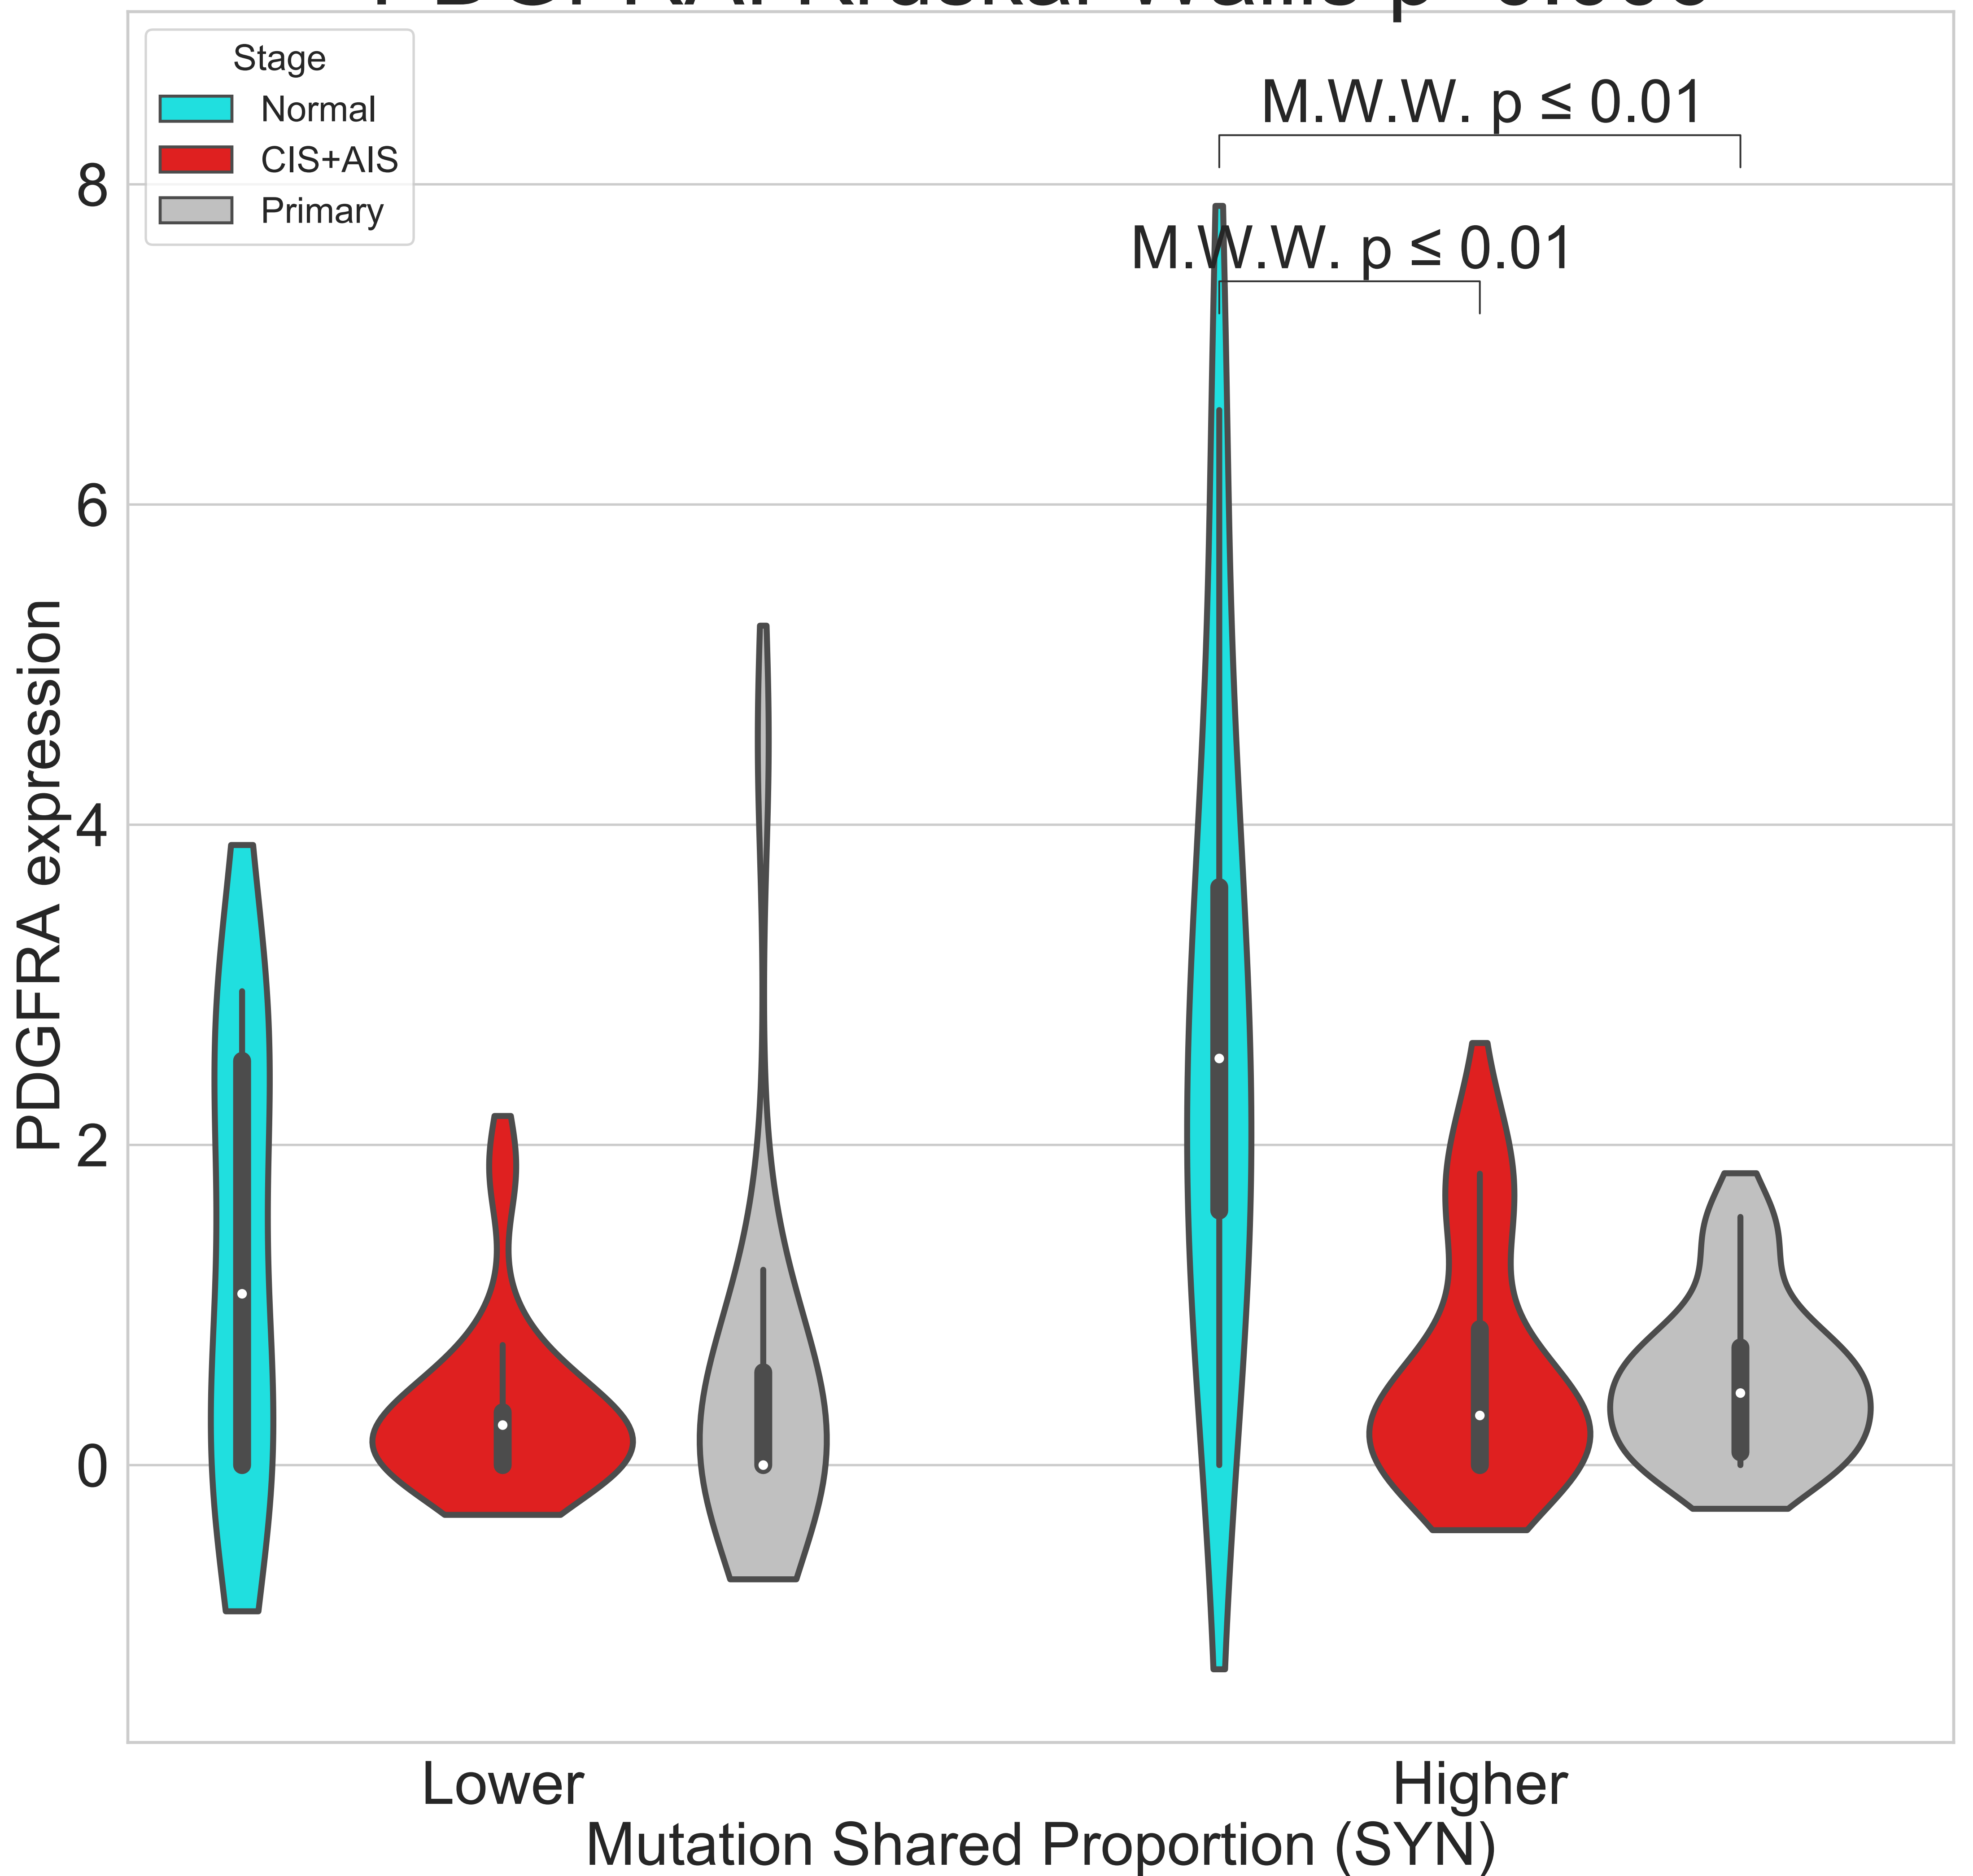 Stage
Normal
CIS+AIS
Primary
M.W.W. p ≤ 0.01
M.W.W. p ≤ 0.01
8
6
4
2
0
PDGFRA expression
Lower
Higher
Mutation Shared Proportion (SYN)